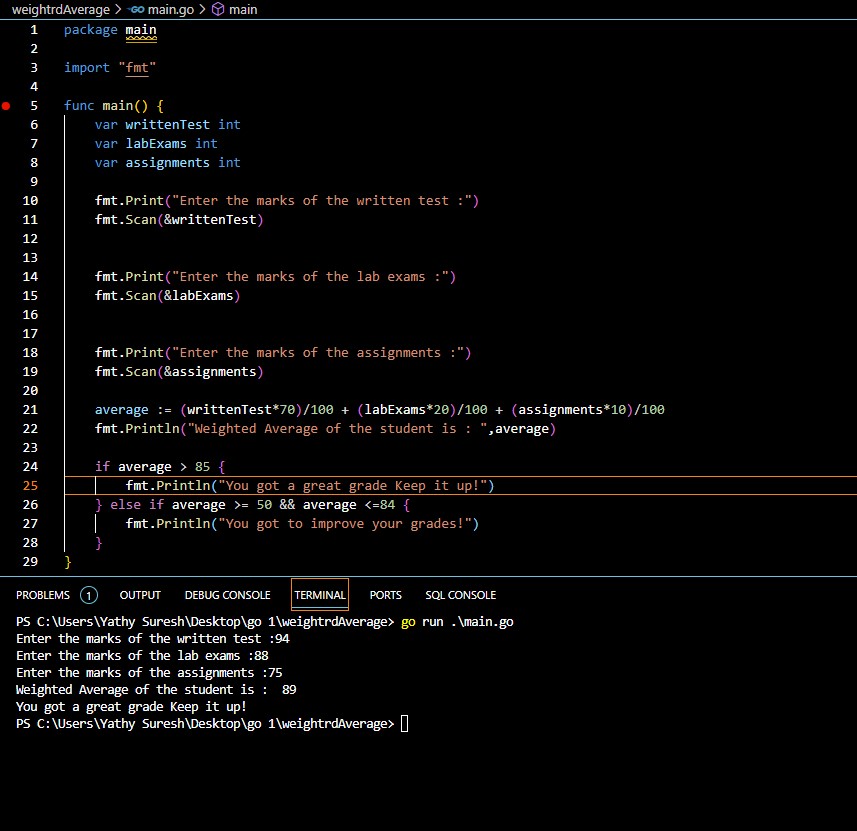 weightrdAverage > GO main.go > main
1 package main
2
3 import "fmt"
4
5 func main() {
6     var writtenTest int
7     var labExams int
8     var assignments int
9
10     fmt.Print("Enter the marks of the written test :")
11     fmt.Scan(&writtenTest)
12
13
14     fmt.Print("Enter the marks of the lab exams :")
15     fmt.Scan(&labExams)
16
17
18     fmt.Print("Enter the marks of the assignments :")
19     fmt.Scan(&assignments)
20
21     average := (writtenTest*70)/100 + (labExams*20)/100 + (assignments*10)/100
22     fmt.Println("Weighted Average of the student is : ",average)
23
24     if average > 85 {
25         fmt.Println("You got a great grade Keep it up!")
26     } else if average >= 50 && average <=84 {
27         fmt.Println("You got to improve your grades!")
28     }
29 }
PROBLEMS 1 OUTPUT DEBUG CONSOLE TERMINAL PORTS SQL CONSOLE
PS C:\Users\Yathy Suresh\Desktop\go 1\weightrdAverage> go run .\main.go
Enter the marks of the written test :94
Enter the marks of the lab exams :88
Enter the marks of the assignments :75
Weighted Average of the student is :  89
You got a great grade Keep it up!
PS C:\Users\Yathy Suresh\Desktop\go 1\weightrdAverage>